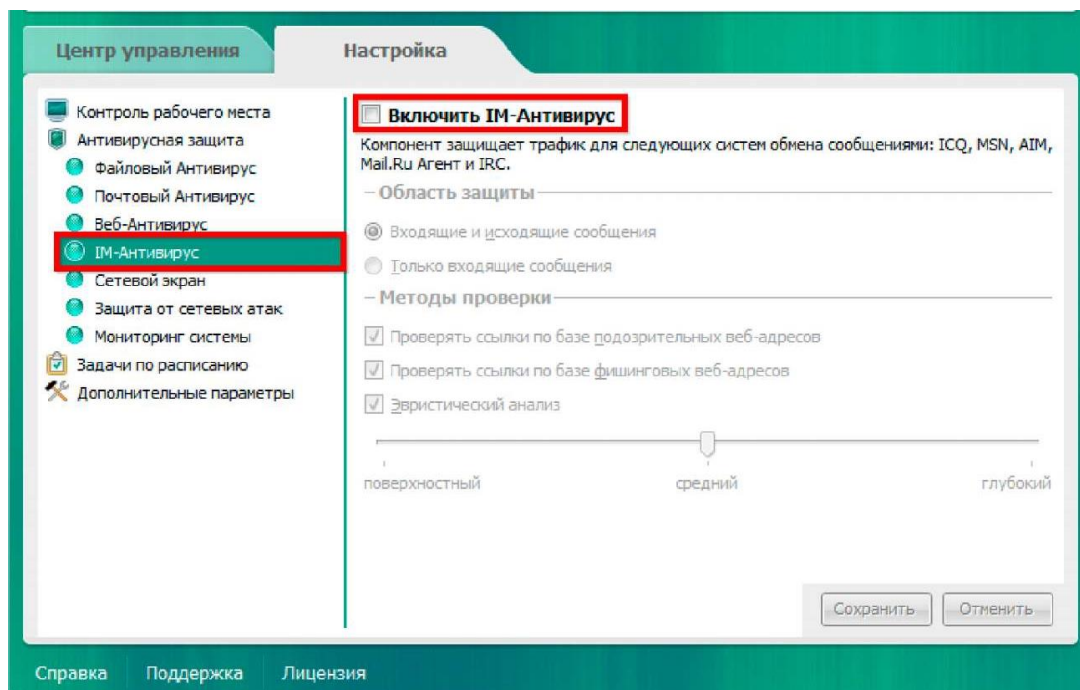 Центр управления
Настройка
Контроль рабочего места
Антивирусная защита
Файловый Антивирус
Почтовый Антивирус
Веб-Антивирус
IM-Антивирус
Сетевой экран
Защита от сетевых атак
Мониторинг системы
Задачи по расписанию
Дополнительные параметры
Включить IM-Антивирус
Компонент защищает трафик для следующих систем обмена сообщениями: ICQ, MSN, AIM,
Mail.Ru Агент и IRC.
Область защиты
Входящие и исходящие сообщения
Только входящие сообщения
Методы проверки
Проверять ссылки по базе подозрительных веб-адресов
Проверять ссылки по базе фишинговых веб-адресов
Эвристический анализ
поверхностный средний глубокий
Сохранить Отменить
Справка Поддержка Лицензия